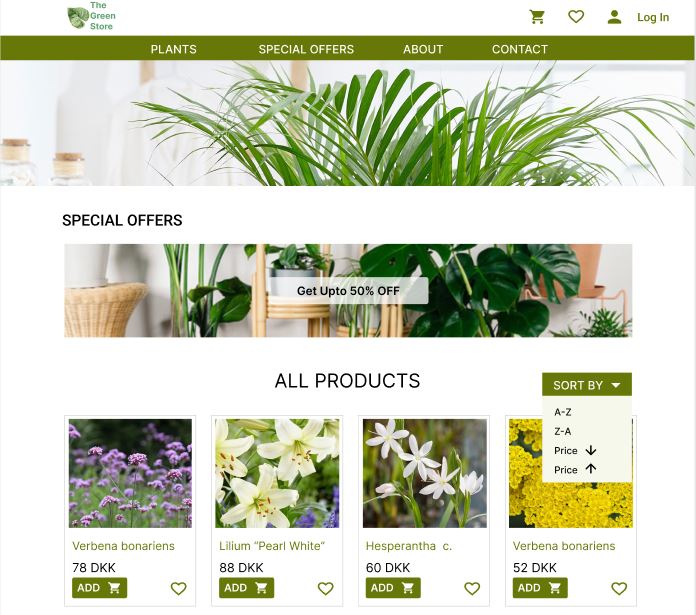 The
Green
Store
Log In
PLANTS SPECIAL OFFERS ABOUT CONTACT
SPECIAL OFFERS
Get Upto 50% OFF
ALL PRODUCTS
SORT BY
A-Z
Z-A
Price
Price
Verbena bonariens
78 DKK
ADD
Lilium “Pearl White”
88 DKK
ADD
Hesperantha c.
60 DKK
ADD
Verbena bonariens
52 DKK
ADD